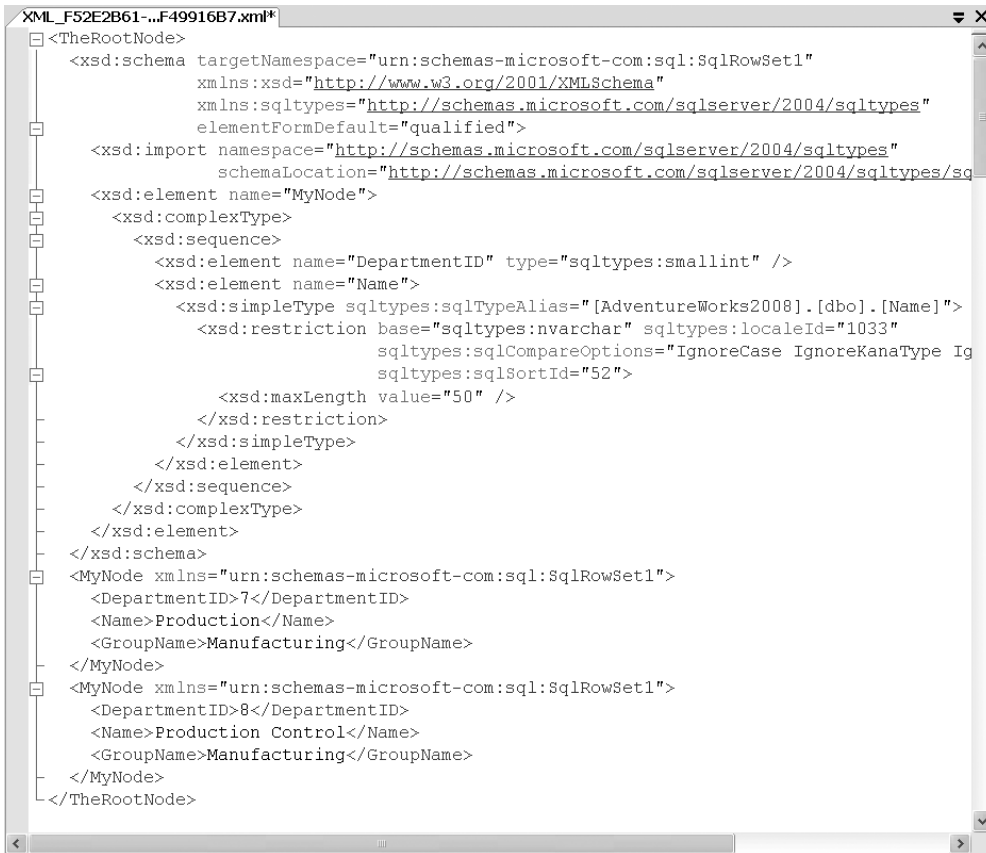 XML_F52E2B61-...F49916B7.xml*
<TheRootNode>
<xsd:schema targetNamespace="urn:schemas-microsoft-com:sql:SqlRowSet1"
xmlns:xsd="http://www.w3.org/2001/XMLSchema"
xmlns:sqltypes="http://schemas.microsoft.com/sqlserver/2004/sqltypes"
elementFormDefault="qualified">
<xsd:import namespace="http://schemas.microsoft.com/sqlserver/2004/sqltypes"
schemaLocation="http://schemas.microsoft.com/sqlserver/2004/sqltypes/sq
<xsd:element name="MyNode">
<xsd:complexType>
<xsd:sequence>
<xsd:element name="DepartmentID" type="sqltypes:smallint" />
<xsd:element name="Name">
<xsd:simpleType sqltypes:sqlTypeAlias="[AdventureWorks2008].[dbo].[Name]">
<xsd:restriction base="sqltypes:nvarchar" sqltypes:localeId="1033"
sqltypes:sqlCompareOptions="IgnoreCase IgnoreKanaType Ig
sqltypes:sqlSortId="52">
<xsd:maxLength value="50" />
</xsd:restriction>
</xsd:simpleType>
</xsd:element>
</xsd:sequence>
</xsd:complexType>
</xsd:element>
</xsd:schema>
<MyNode xmlns="urn:schemas-microsoft-com:sql:SqlRowSet1">
<DepartmentID>7</DepartmentID>
<Name>Production</Name>
<GroupName>Manufacturing</GroupName>
</MyNode>
<MyNode xmlns="urn:schemas-microsoft-com:sql:SqlRowSet1">
<DepartmentID>8</DepartmentID>
<Name>Production Control</Name>
<GroupName>Manufacturing</GroupName>
</MyNode>
</TheRootNode>